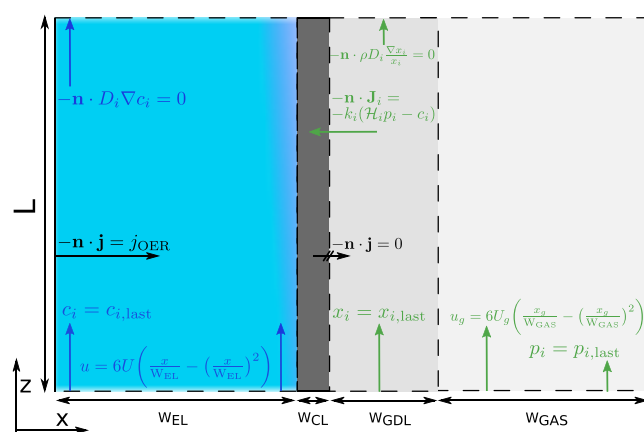 −n · ρD_i ∇x_i/x_i = 0
−n · D_i∇c_i = 0
−n · J_i =
−k_i(ℋ_i p_i − c_i)
L
−n · j = j_OER
−n · j = 0
c_i = c_i,last
x_i = x_i,last
u_g = 6U_g(x_g/W_GAS − (x_g/W_GAS)^2)
u = 6U(x/W_EL − (x/W_EL)^2)
p_i = p_i,last
z
x
W_EL
W_CL
W_GDL
W_GAS